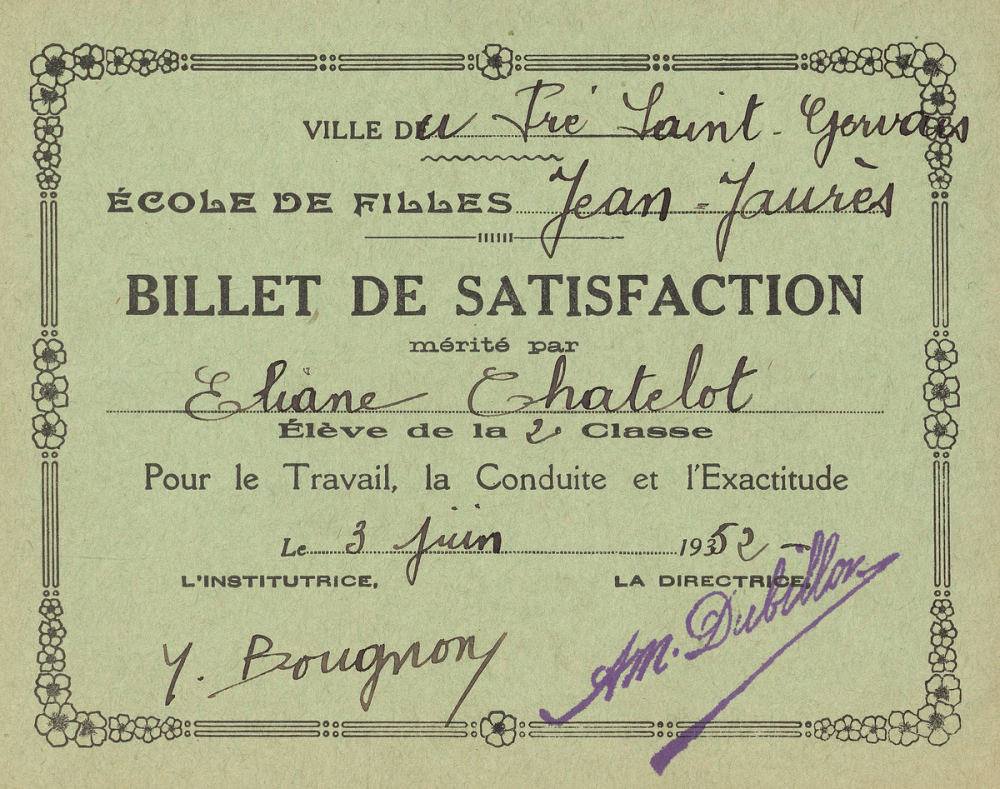 VILLE DU Pré Saint-Gervais
ÉCOLE DE FILLES Jean-Jaurès
BILLET DE SATISFACTION
mérité par
Eliane Chatelot
Élève de la 2e Classe
Pour le Travail, la Conduite et l'Exactitude
Le 3 juin 1952
L'INSTITUTRICE, LA DIRECTRICE,
Y. Bougnon AM. Dubillon